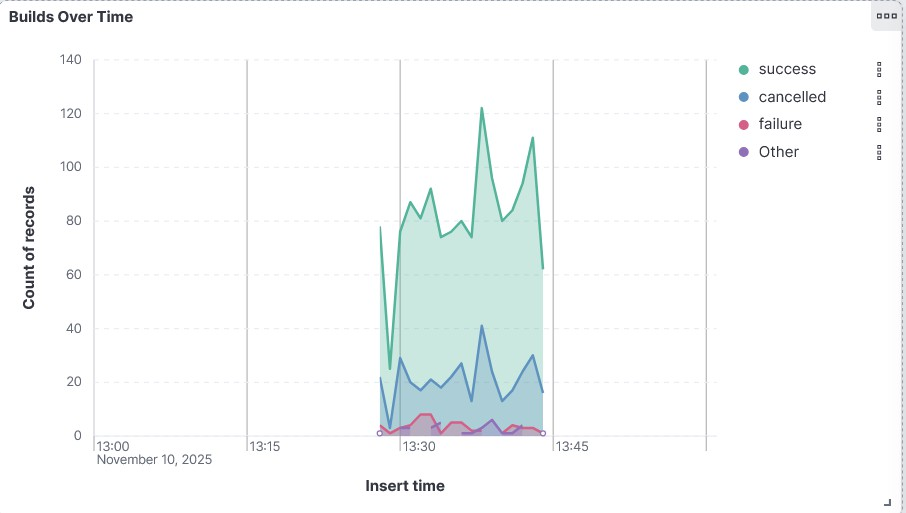 Builds Over Time
140
120
100
80
60
40
20
0
Count of records
13:00
November 10, 2025
13:15
13:30
13:45
Insert time
success
cancelled
failure
Other